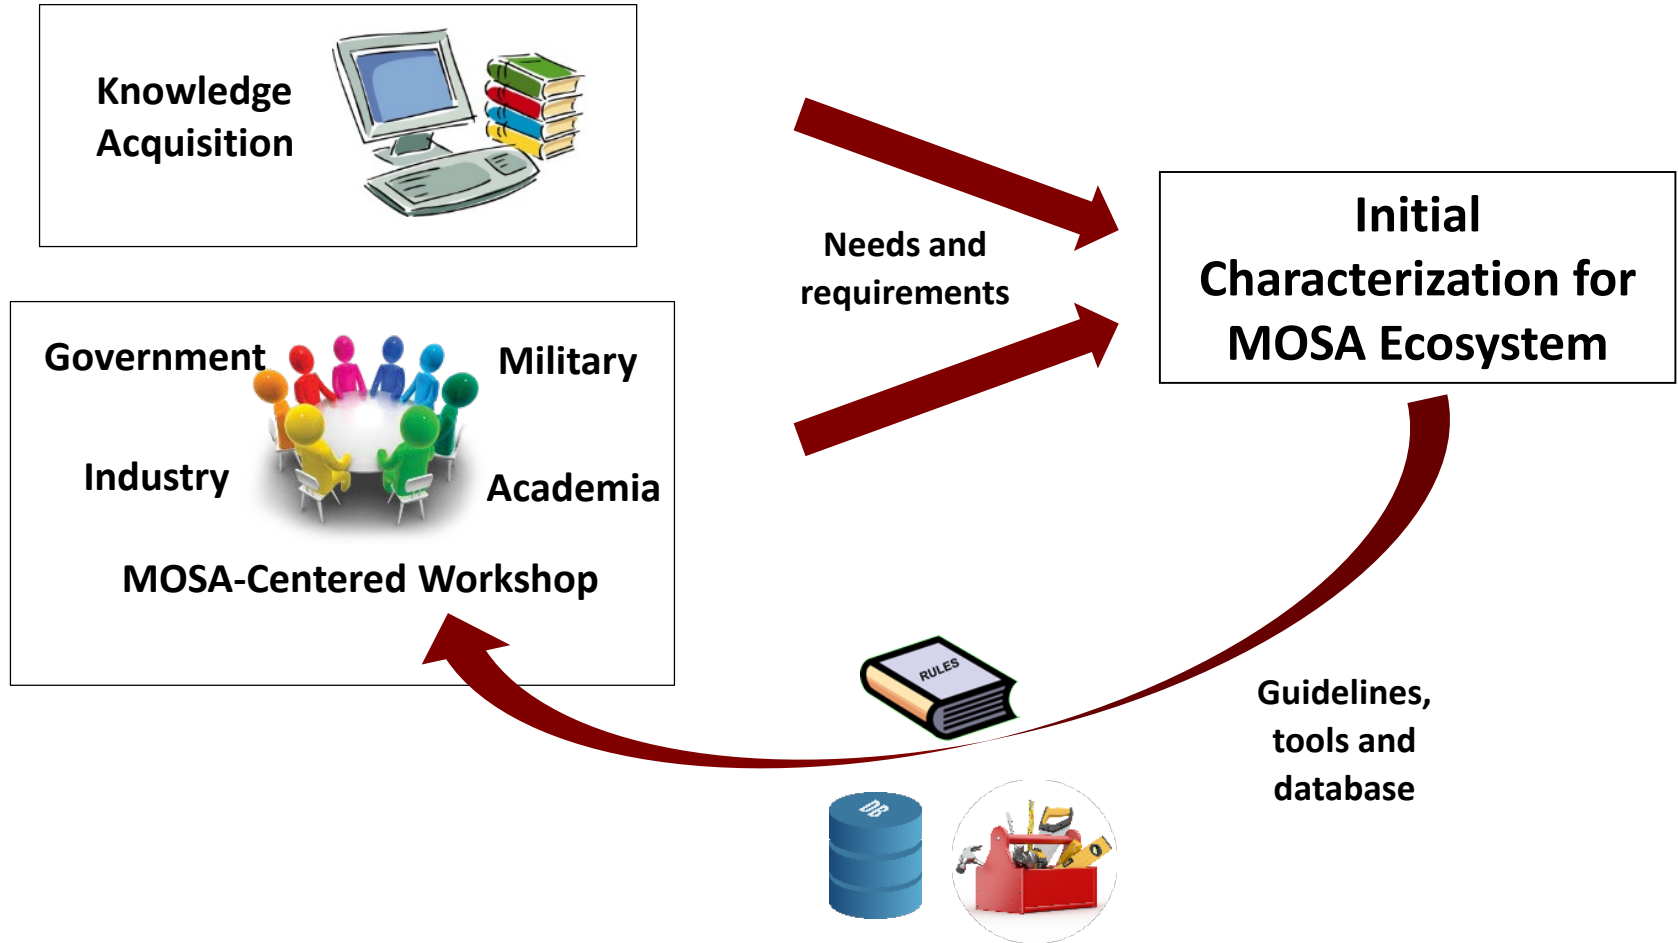 Knowledge
Acquisition
Needs and
requirements
Initial
Characterization for
MOSA Ecosystem
Government
Military
Industry
Academia
MOSA-Centered Workshop
RULES
Guidelines,
tools and
database
DB